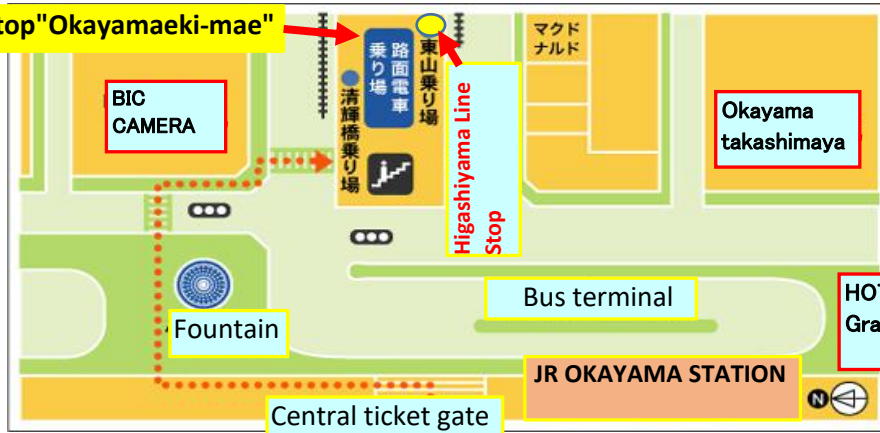 top"Okayamaeki-mae"
BIC
CAMERA
路面電車
乗り場
東山乗り場
清輝橋乗り場
Higashiyama Line
Stop
マクド
ナルド
Okayama
takashimaya
Fountain
Bus terminal
HOT
Gra
JR OKAYAMA STATION
Central ticket gate
N